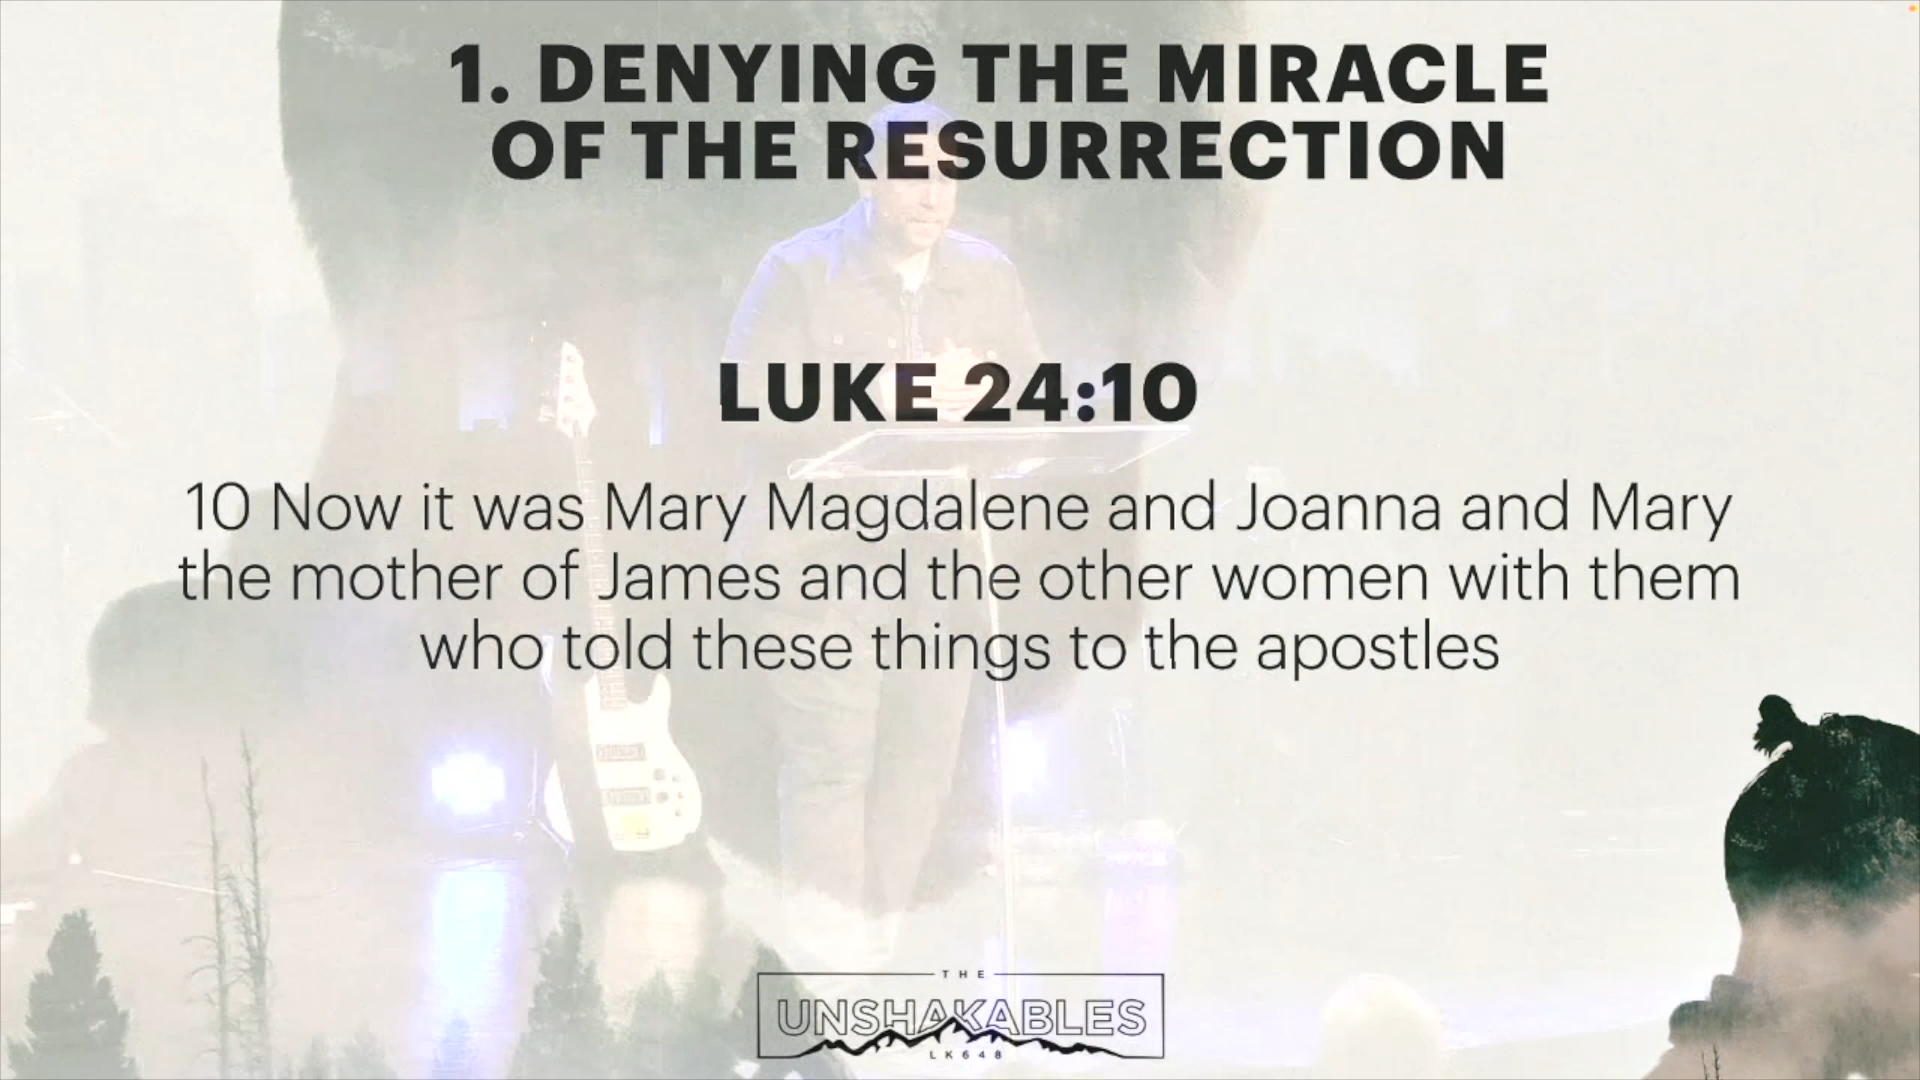 1. DENYING THE MIRACLE
OF THE RESURRECTION
LUKE 24:10
10 Now it was Mary Magdalene and Joanna and Mary
the mother of James and the other women with them
who told these things to the apostles
THE
UNSHAKABLES
LK648